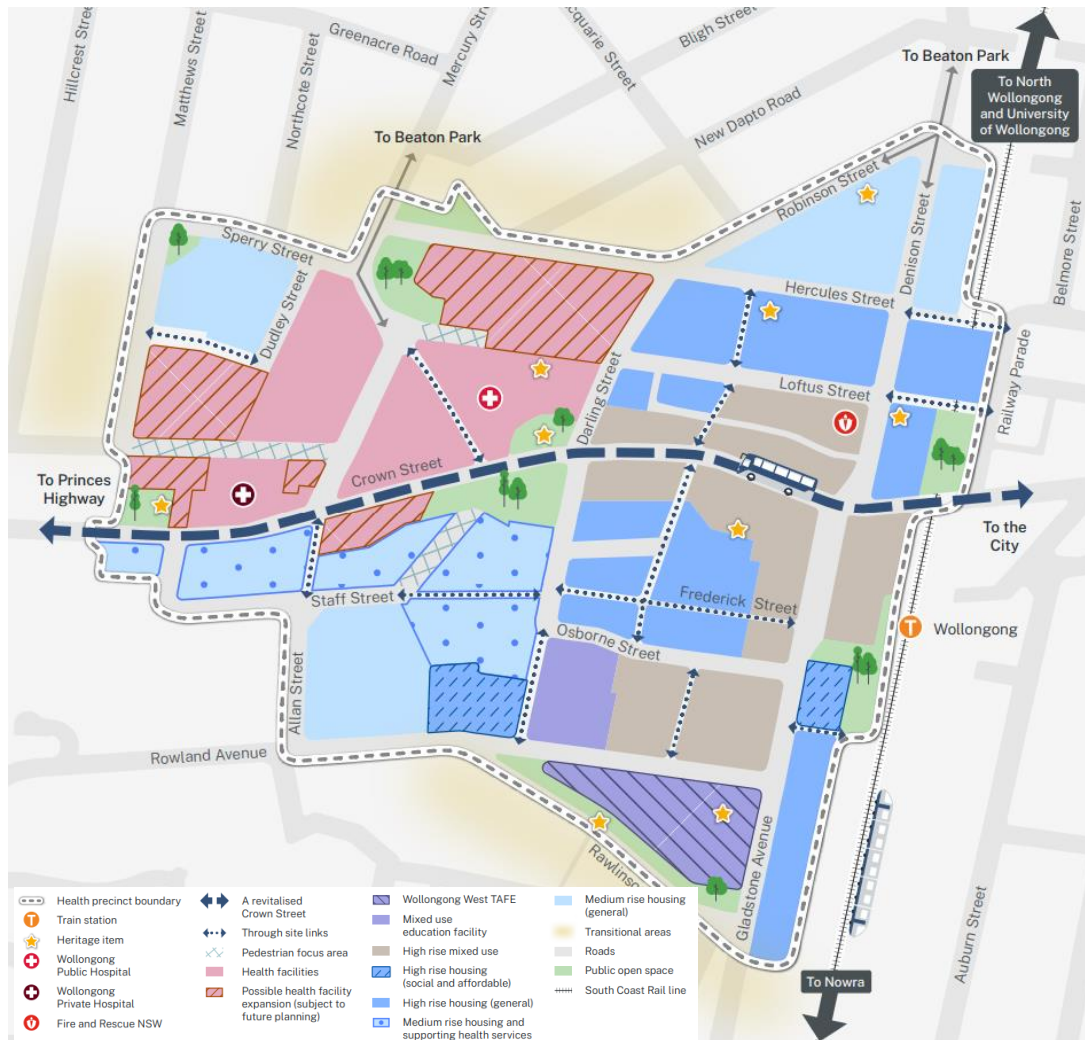 Hillcrest Street
Matthews Street
Northcote Street
Greenacre Road
Mercury Stre
cquarie Street
Bligh Street
New Dapto Road
To Beaton Park
To North
Wollongong
and University
of Wollongong
To Beaton Park
Robinson Street
Denison Street
Belmore Street
Sperry Street
Dudley Street
Hercules Street
Railway Parade
Loftus Street
Darling Street
Crown Street
To Princes
Highway
To the
City
Staff Street
Frederick Street
Osborne Street
T
Wollongong
Allan Street
Rowland Avenue
Rawlins
Gladstone Avenue
Auburn Street
To Nowra
Health precinct boundary
T
Train station
Heritage item
Wollongong
Public Hospital
Wollongong
Private Hospital
Fire and Rescue NSW
A revitalised
Crown Street
Through site links
Pedestrian focus area
Health facilities
Possible health facility
expansion (subject to
future planning)
Wollongong West TAFE
Mixed use
education facility
High rise mixed use
High rise housing
(social and affordable)
High rise housing (general)
Medium rise housing and
supporting health services
Medium rise housing
(general)
Transitional areas
Roads
Public open space
South Coast Rail line